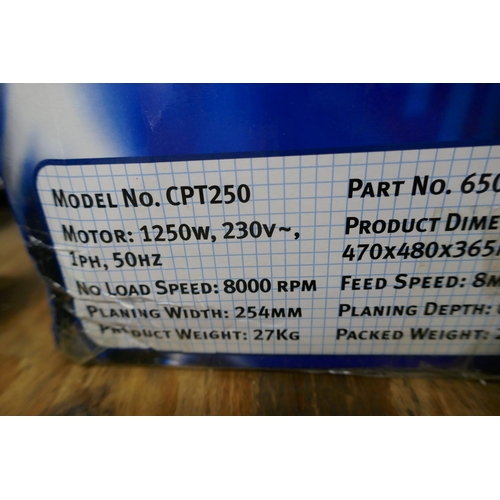 MODEL NO. CPT250
MOTOR: 1250W, 230V~,
1PH, 50HZ
NO LOAD SPEED: 8000 RPM
PLANING WIDTH: 254MM
PRODUCT WEIGHT: 27KG
PART NO. 650
PRODUCT DIME
470X480X365
FEED SPEED: 8M
PLANING DEPTH:
PACKED WEIGHT: